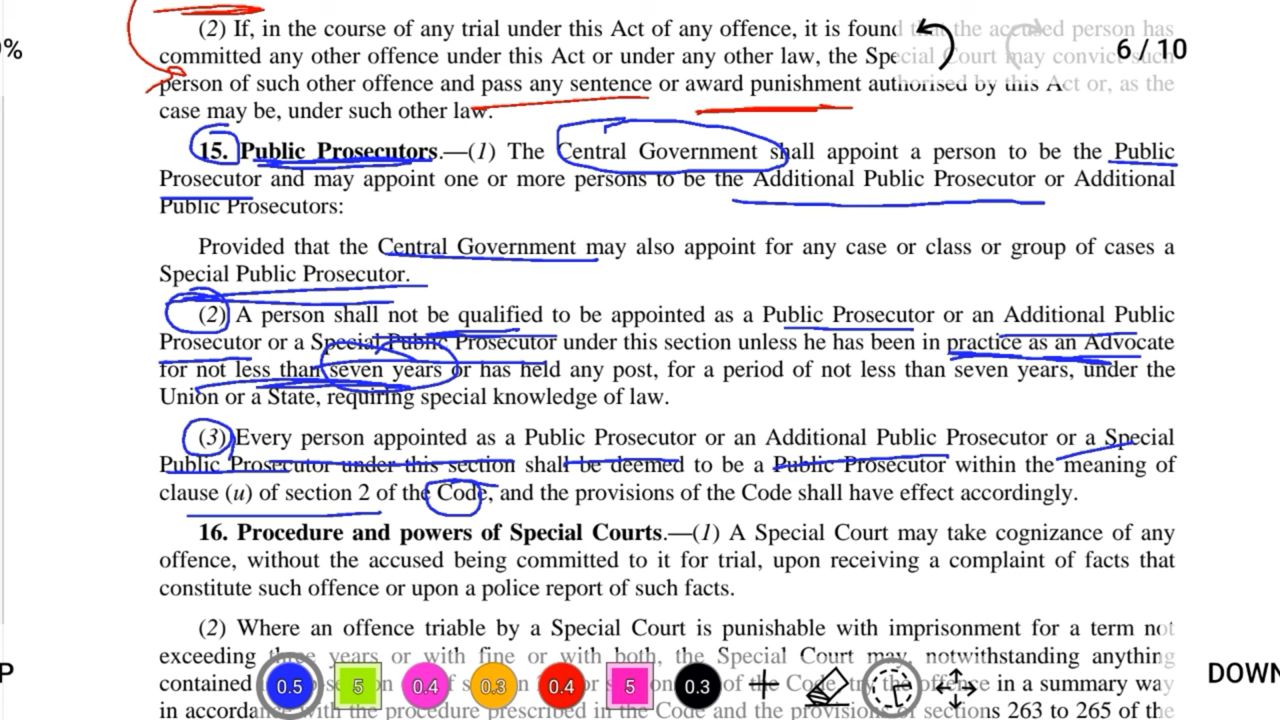 (2) If, in the course of any trial under this Act of any offence, it is found that the accused person has
committed any other offence under this Act or under any other law, the Special Court may convict such
person of such other offence and pass any sentence or award punishment authorised by this Act or, as the
case may be, under such other law.
6 / 10
%
15. Public Prosecutors.—(1) The Central Government shall appoint a person to be the Public
Prosecutor and may appoint one or more persons to be the Additional Public Prosecutor or Additional
Public Prosecutors:
Provided that the Central Government may also appoint for any case or class or group of cases a
Special Public Prosecutor.
(2) A person shall not be qualified to be appointed as a Public Prosecutor or an Additional Public
Prosecutor or a Special Public Prosecutor under this section unless he has been in practice as an Advocate
for not less than seven years or has held any post, for a period of not less than seven years, under the
Union or a State, requiring special knowledge of law.
(3) Every person appointed as a Public Prosecutor or an Additional Public Prosecutor or a Special
Public Prosecutor under this section shall be deemed to be a Public Prosecutor within the meaning of
clause (u) of section 2 of the Code, and the provisions of the Code shall have effect accordingly.
16. Procedure and powers of Special Courts.—(1) A Special Court may take cognizance of any
offence, without the accused being committed to it for trial, upon receiving a complaint of facts that
constitute such offence or upon a police report of such facts.
(2) Where an offence triable by a Special Court is punishable with imprisonment for a term not
exceeding three years or with fine or with both, the Special Court may, notwithstanding anything
contained of the Code, try the offence in a summary way
in accordance with the procedure prescribed in the Code and the provisions of sections 263 to 265 of the
0.5 5 0.4 0.3 0.4 5 0.3
P
DOWN